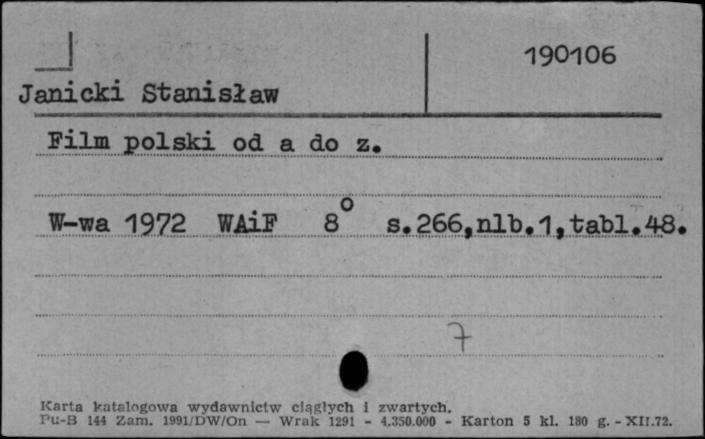 190106
Janicki Stanisław
Film polski od a do z.
W-wa 1972 WAiF 8° s.266,nlb.1,tabl.48.
7
Karta katalogowa wydawnictw ciągłych i zwartych.
Pu-B 144 Zam. 1991/DW/On — Wrak 1291 - 4.350.000 - Karton 5 kl. 180 g. - XII.72.